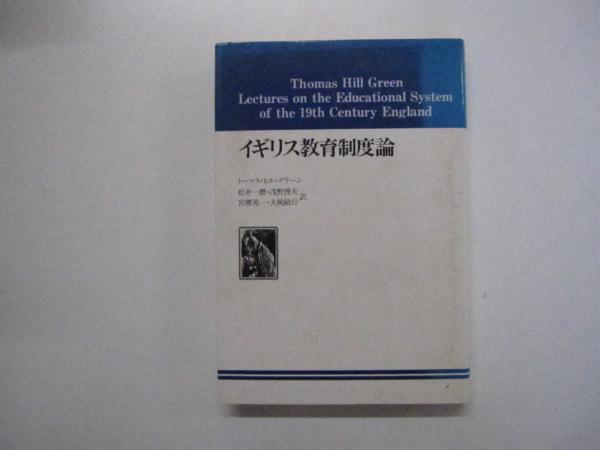 Thomas Hill Green
Lectures on the Educational System
of the 19th Century England
イギリス教育制度論
トーマス・ヒル・グリーン
松井一麿・浅野博夫
宮腰英一・大桃敏行
訳